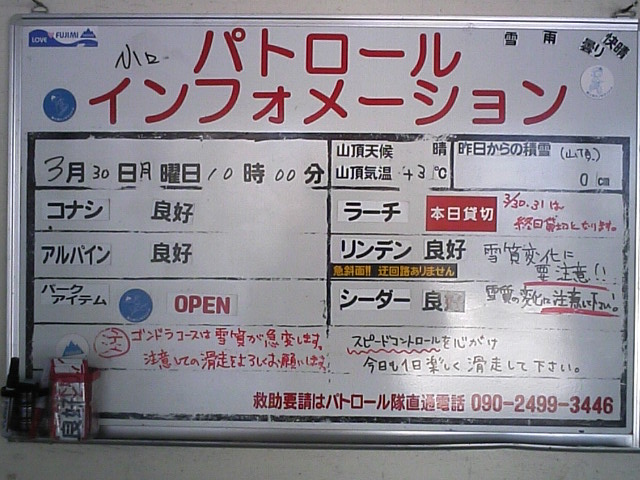 LOVE FUJIMI
雪 雨 曇り 快晴
パトロール
インフォメーション
3月30日月曜日10時00分
山頂天候 晴
山頂気温 +3℃
昨日からの積雪 (山頂)
0cm
コナシ 良好
ラーチ 本日貸切
3/30.31は
終日貸切となります。
アルパイン 良好
リンデン 良好
急斜面!! 迂回路ありません
雪質変化に
要注意!!
パーク
アイテム OPEN
シーダー 良好
雪質の変化に注意下さい。
注 ゴンドラコースは雪質が急変します。
注意しての滑走をよろしくお願いします!
スピードコントロールを心がけ
今日も1日楽しく滑走して下さい。
救助要請はパトロール隊直通電話 090-2499-3446